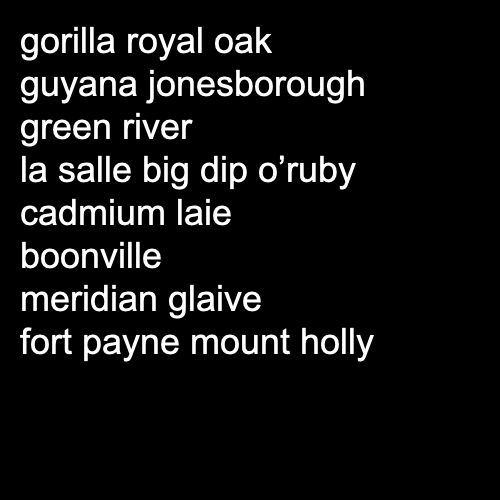 gorilla royal oak
guyana jonesborough
green river
la salle big dip o’ruby
cadmium laie
boonville
meridian glaive
fort payne mount holly